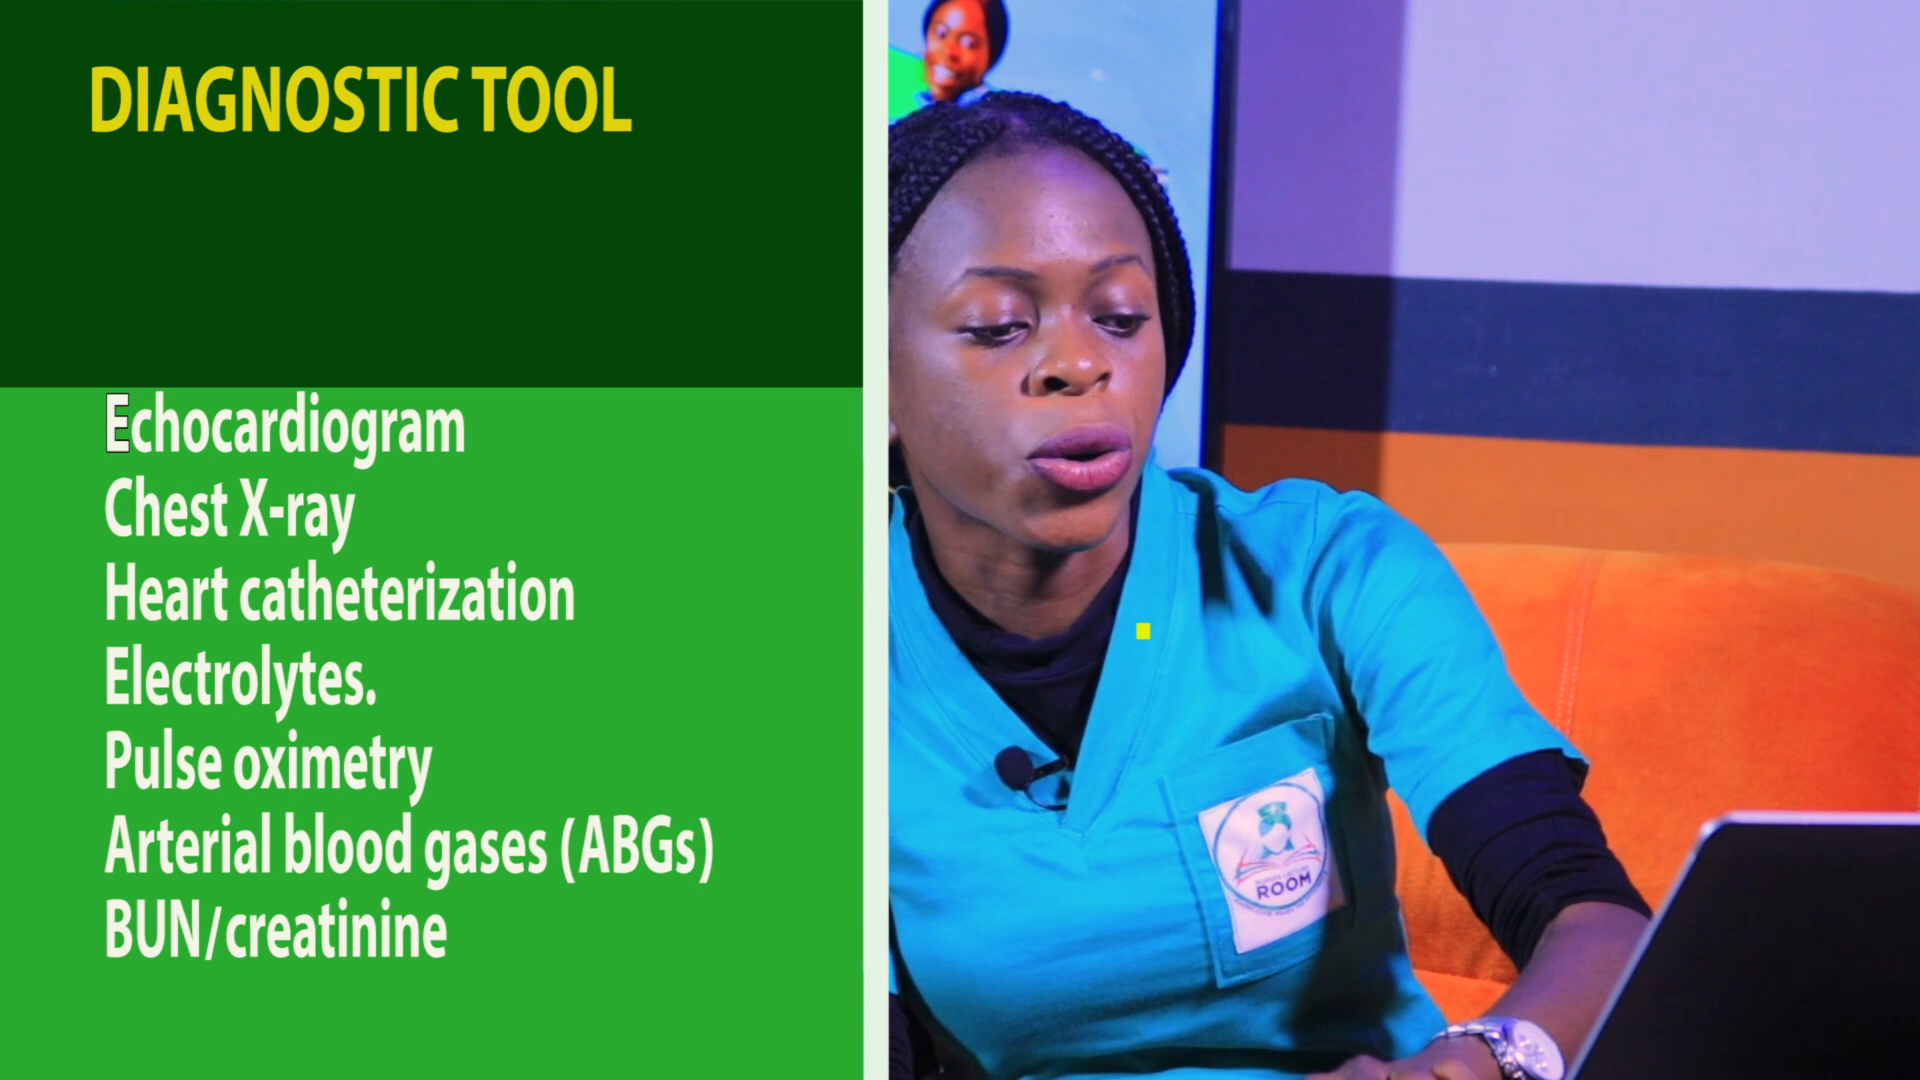 DIAGNOSTIC TOOL
Echocardiogram
Chest X-ray
Heart catheterization
Electrolytes.
Pulse oximetry
Arterial blood gases (ABGs)
BUN/creatinine
ROOM